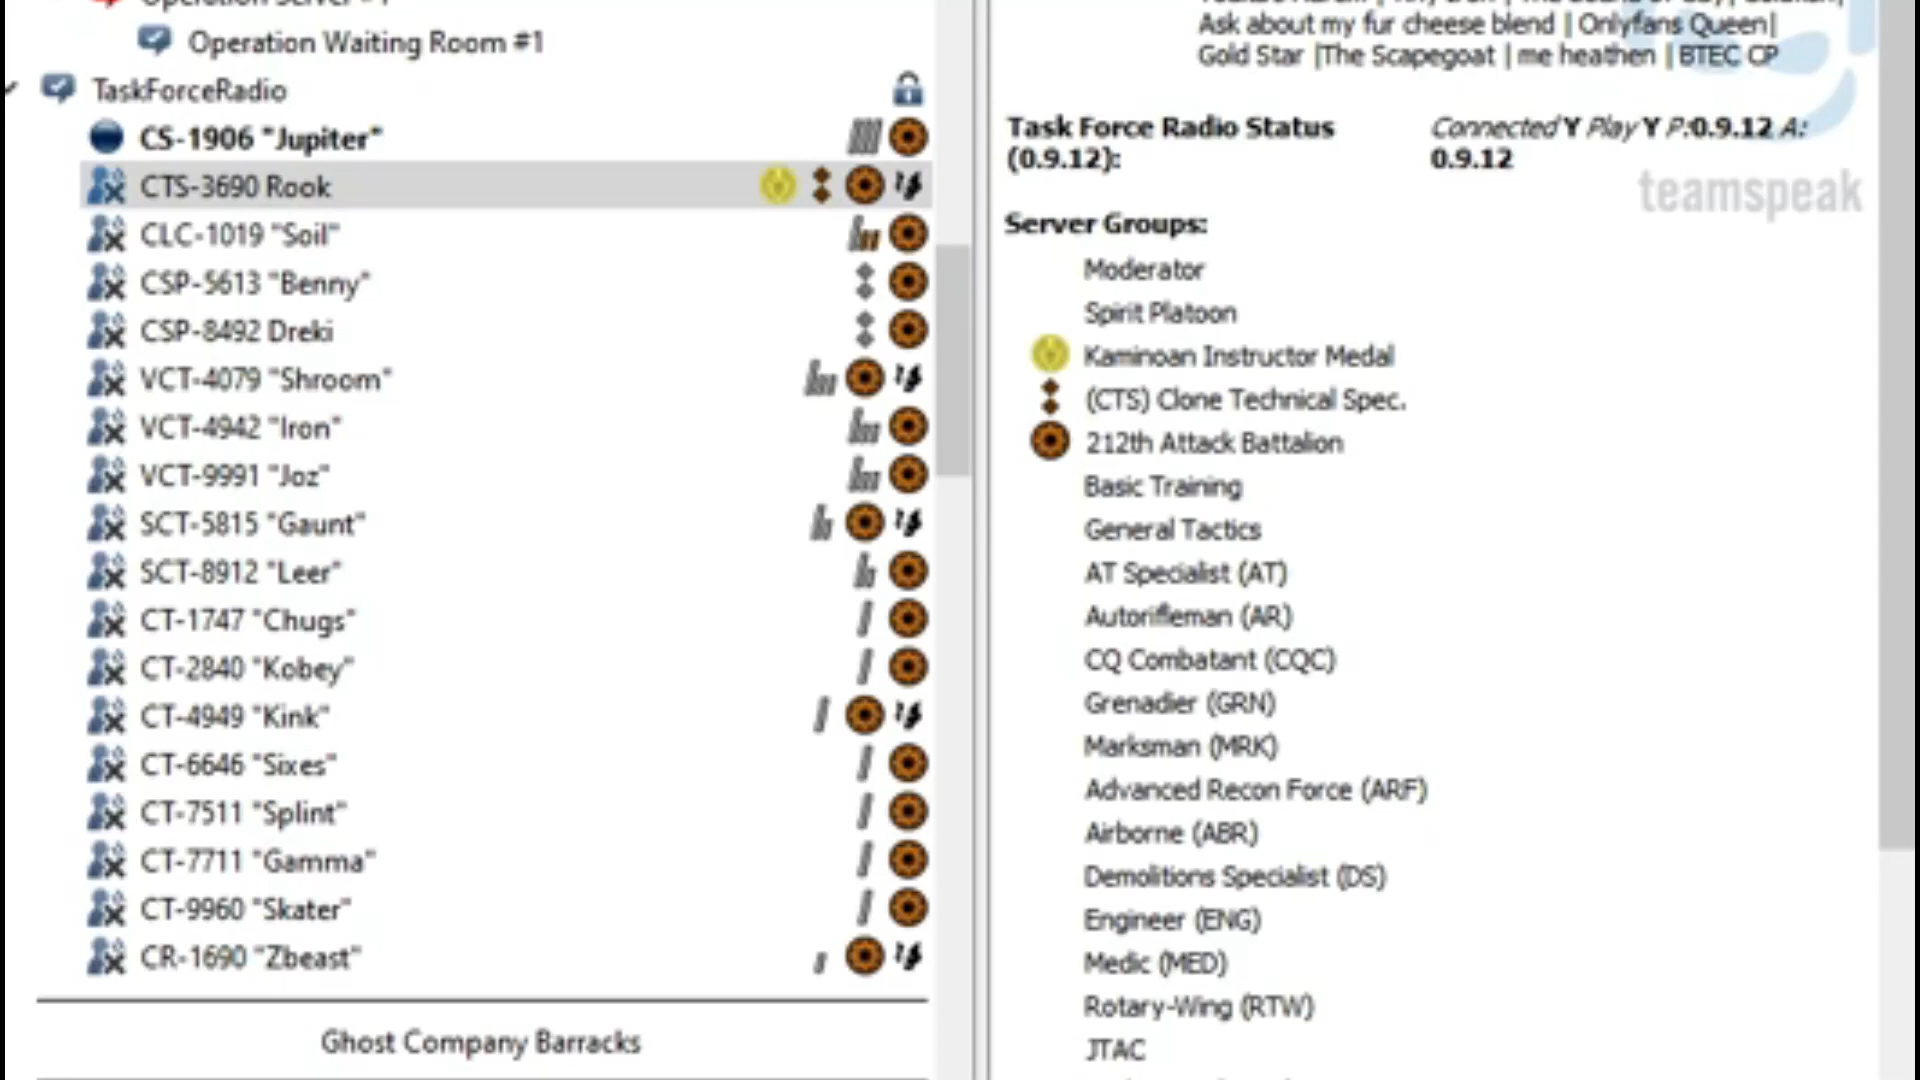 Operation Server #1
Operation Waiting Room #1
TaskForceRadio
CS-1906 "Jupiter"
CTS-3690 Rook
CLC-1019 "Soil"
CSP-5613 "Benny"
CSP-8492 Dreki
VCT-4079 "Shroom"
VCT-4942 "Iron"
VCT-9991 "Joz"
SCT-5815 "Gaunt"
SCT-8912 "Leer"
CT-1747 "Chugs"
CT-2840 "Kobey"
CT-4949 "Kink"
CT-6646 "Sixes"
CT-7511 "Splint"
CT-7711 "Gamma"
CT-9960 "Skater"
CR-1690 "Zbeast"
Ghost Company Barracks
Ask about my fur cheese blend | Onlyfans Queen|
Gold Star |The Scapegoat | me heathen | BTEC CP
Task Force Radio Status Connected Y Play Y P:0.9.12 A:
(0.9.12): 0.9.12
teamspeak
Server Groups:
Moderator
Spirit Platoon
Kaminoan Instructor Medal
(CTS) Clone Technical Spec.
212th Attack Battalion
Basic Training
General Tactics
AT Specialist (AT)
Autorifleman (AR)
CQ Combatant (CQC)
Grenadier (GRN)
Marksman (MRK)
Advanced Recon Force (ARF)
Airborne (ABR)
Demolitions Specialist (DS)
Engineer (ENG)
Medic (MED)
Rotary-Wing (RTW)
JTAC